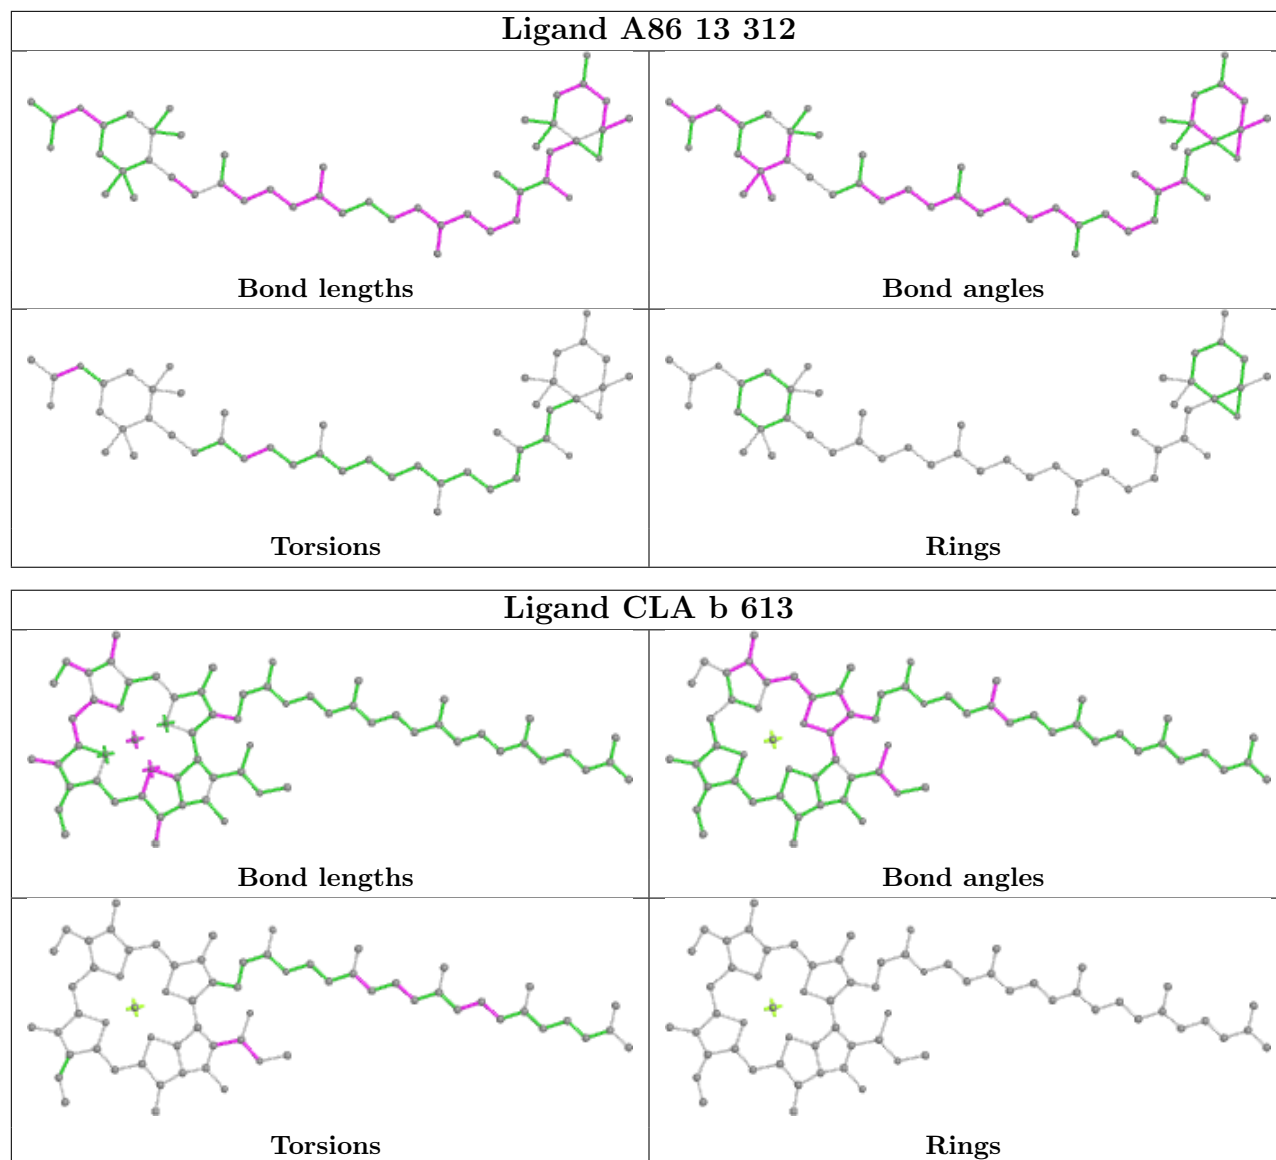 Ligand A86 13 312
Bond lengths
Bond angles
Torsions
Rings
Ligand CLA b 613
Bond lengths
Bond angles
Torsions
Rings